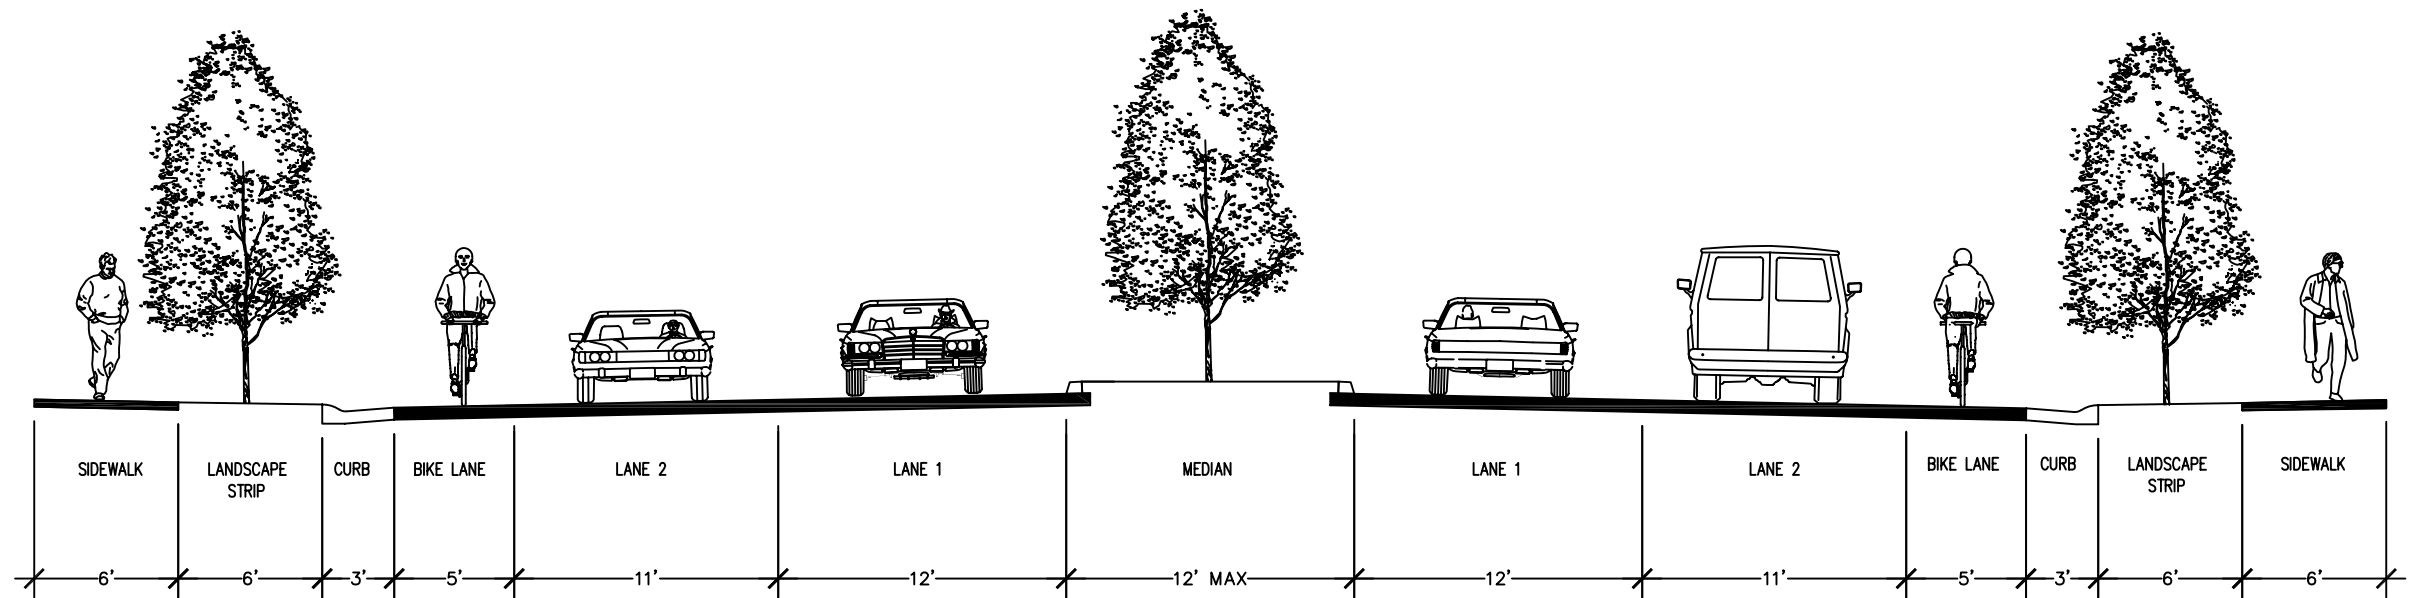 SIDEWALK
LANDSCAPE
STRIP
CURB
BIKE LANE
LANE 2
LANE 1
MEDIAN
LANE 1
LANE 2
BIKE LANE
CURB
LANDSCAPE
STRIP
SIDEWALK
6'
6'
3'
5'
11'
12'
12' MAX
12'
11'
5'
3'
6'
6'